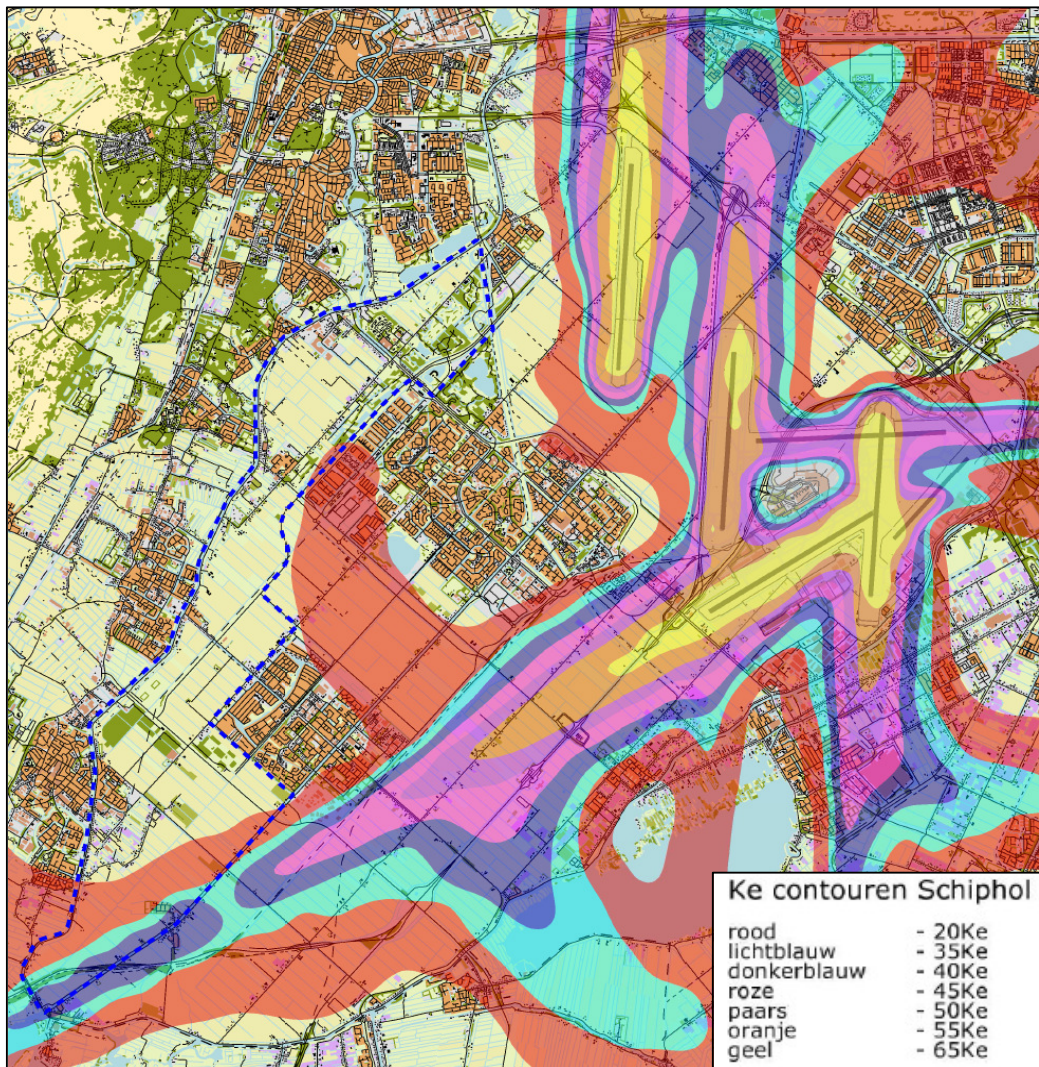 Ke contouren Schiphol
rood - 20Ke
lichtblauw - 35Ke
donkerblauw - 40Ke
roze - 45Ke
paars - 50Ke
oranje - 55Ke
geel - 65Ke